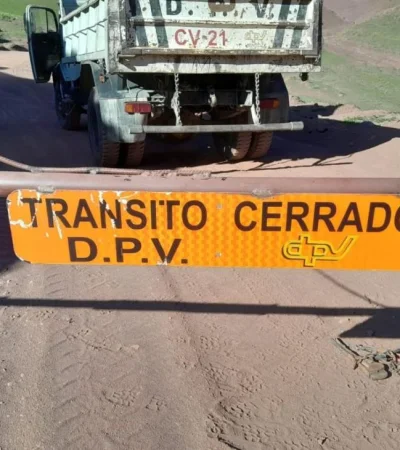 D. P. V
CV-21
TRANSITO CERRADO
D.P.V. dpv